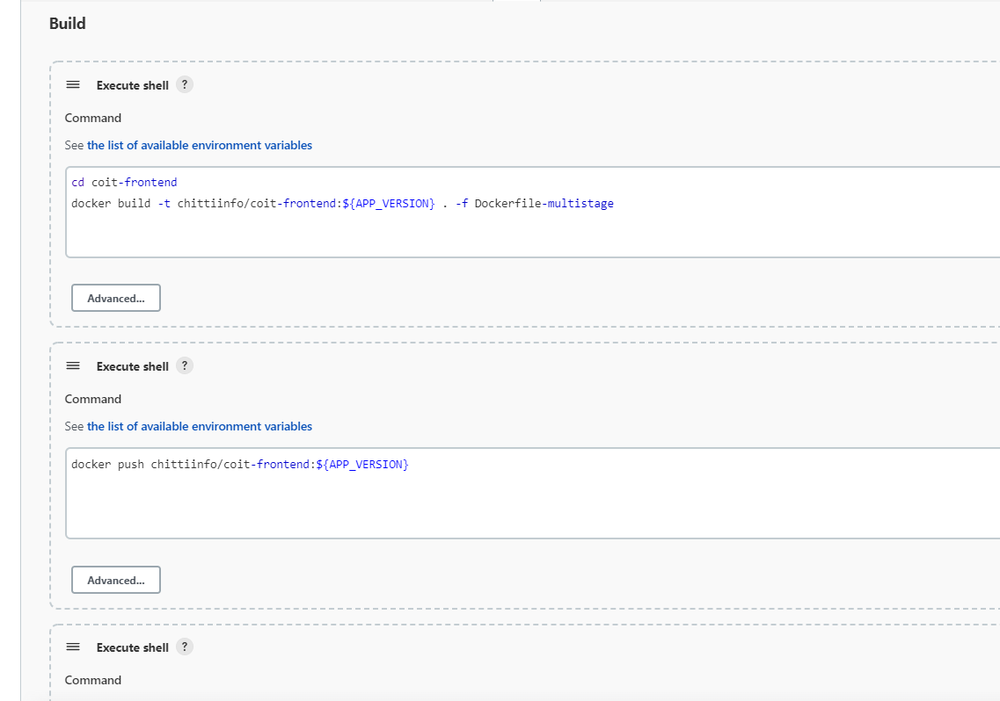 Build
Execute shell ?
Command
See the list of available environment variables
cd coit-frontend
docker build -t chittiinfo/coit-frontend:${APP_VERSION} . -f Dockerfile-multistage
Advanced...
Execute shell ?
Command
See the list of available environment variables
docker push chittiinfo/coit-frontend:${APP_VERSION}
Advanced...
Execute shell ?
Command